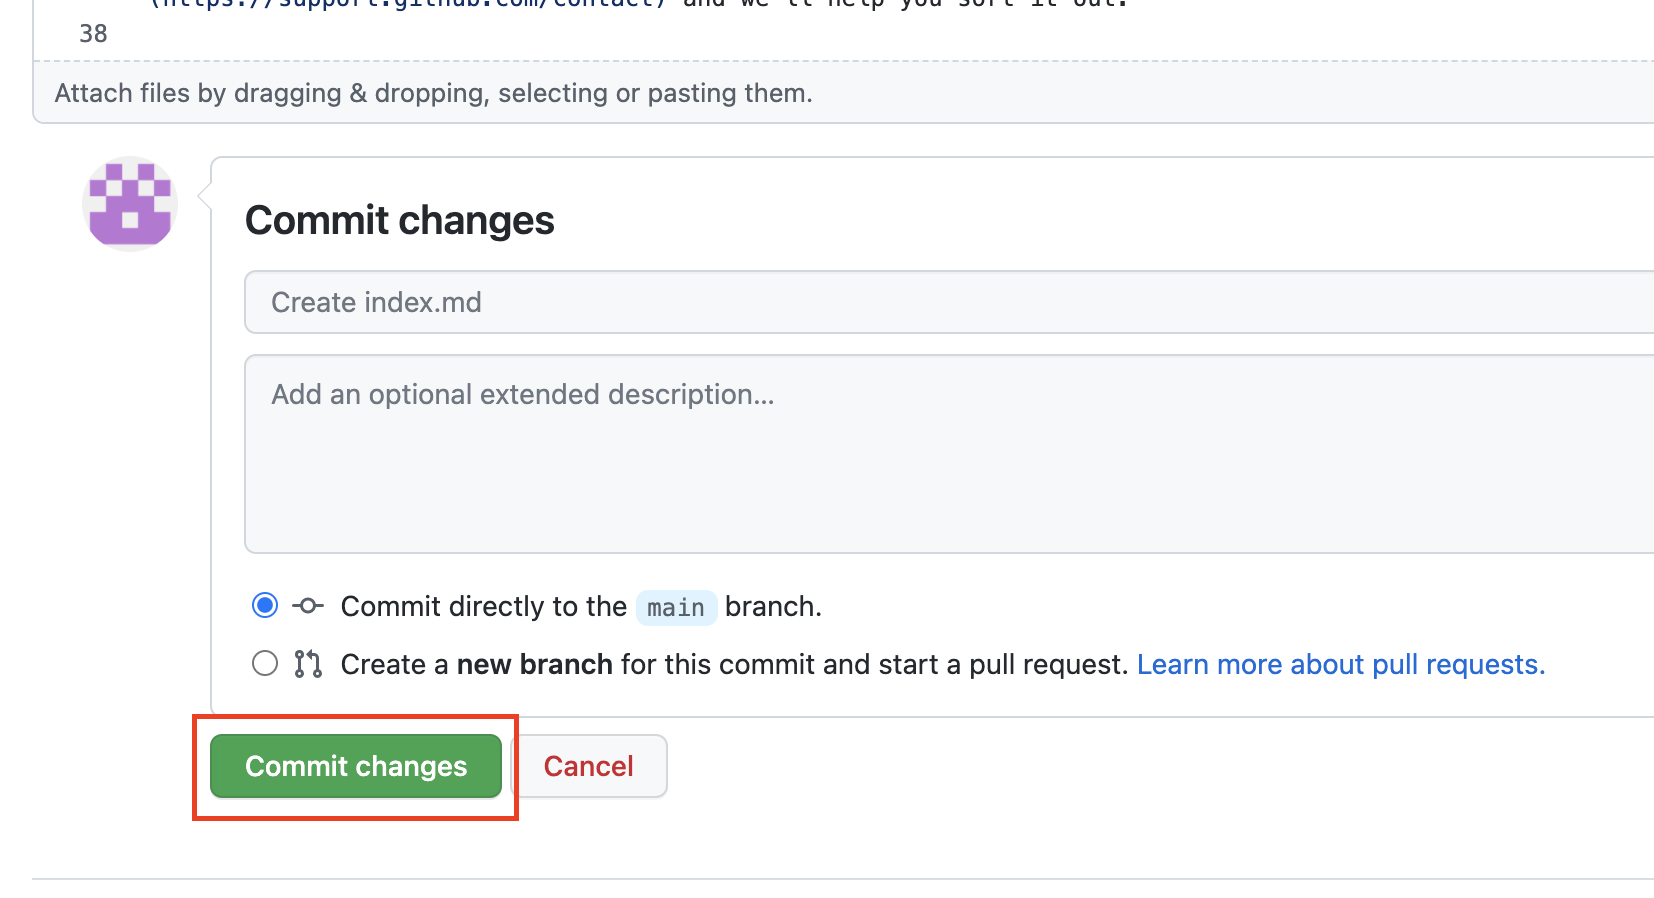 (https://support.github.com/contact) and we'll help you sort it out.
38
Attach files by dragging & dropping, selecting or pasting them.
Commit changes
Create index.md
Add an optional extended description...
Commit directly to the main branch.
Create a new branch for this commit and start a pull request. Learn more about pull requests.
Commit changes Cancel